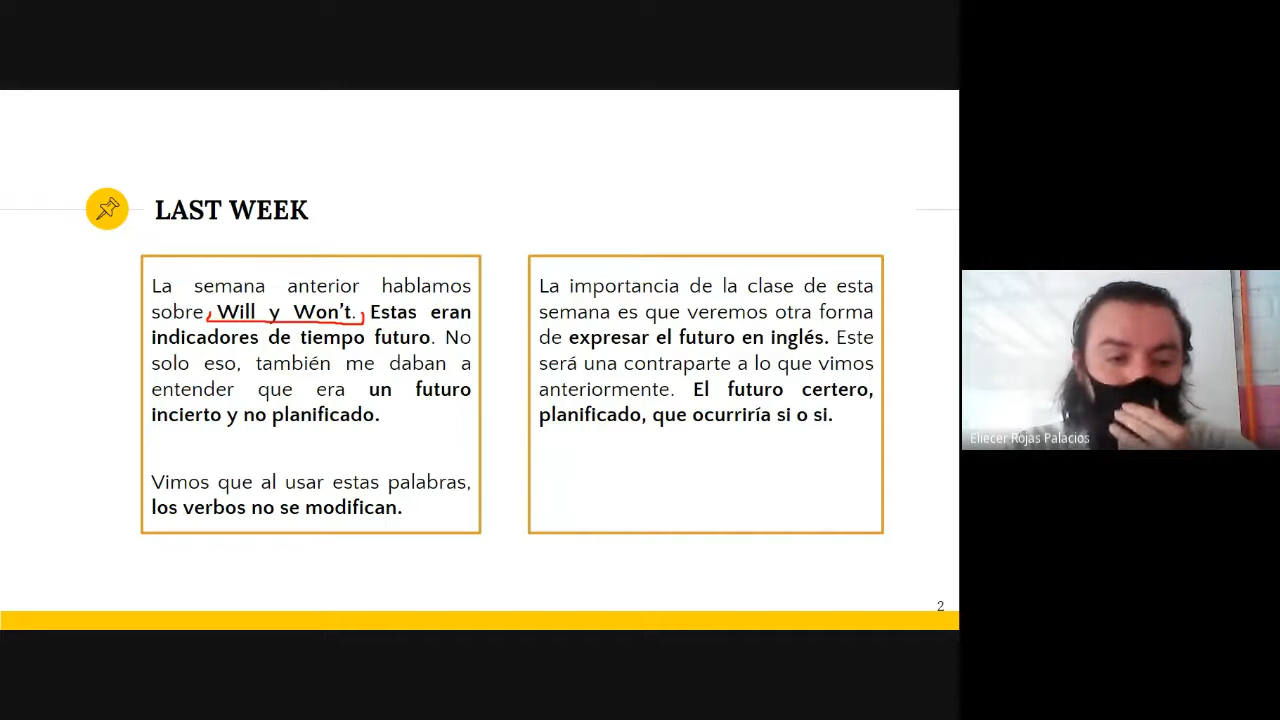 LAST WEEK
La semana anterior hablamos
sobre Will y Won't. Estas eran
indicadores de tiempo futuro. No
solo eso, también me daban a
entender que era un futuro
incierto y no planificado.
Vimos que al usar estas palabras,
los verbos no se modifican.
La importancia de la clase de esta
semana es que veremos otra forma
de expresar el futuro en inglés. Este
será una contraparte a lo que vimos
anteriormente. El futuro certero,
planificado, que ocurriría si o si.
2
Eliecer Rojas Palacios